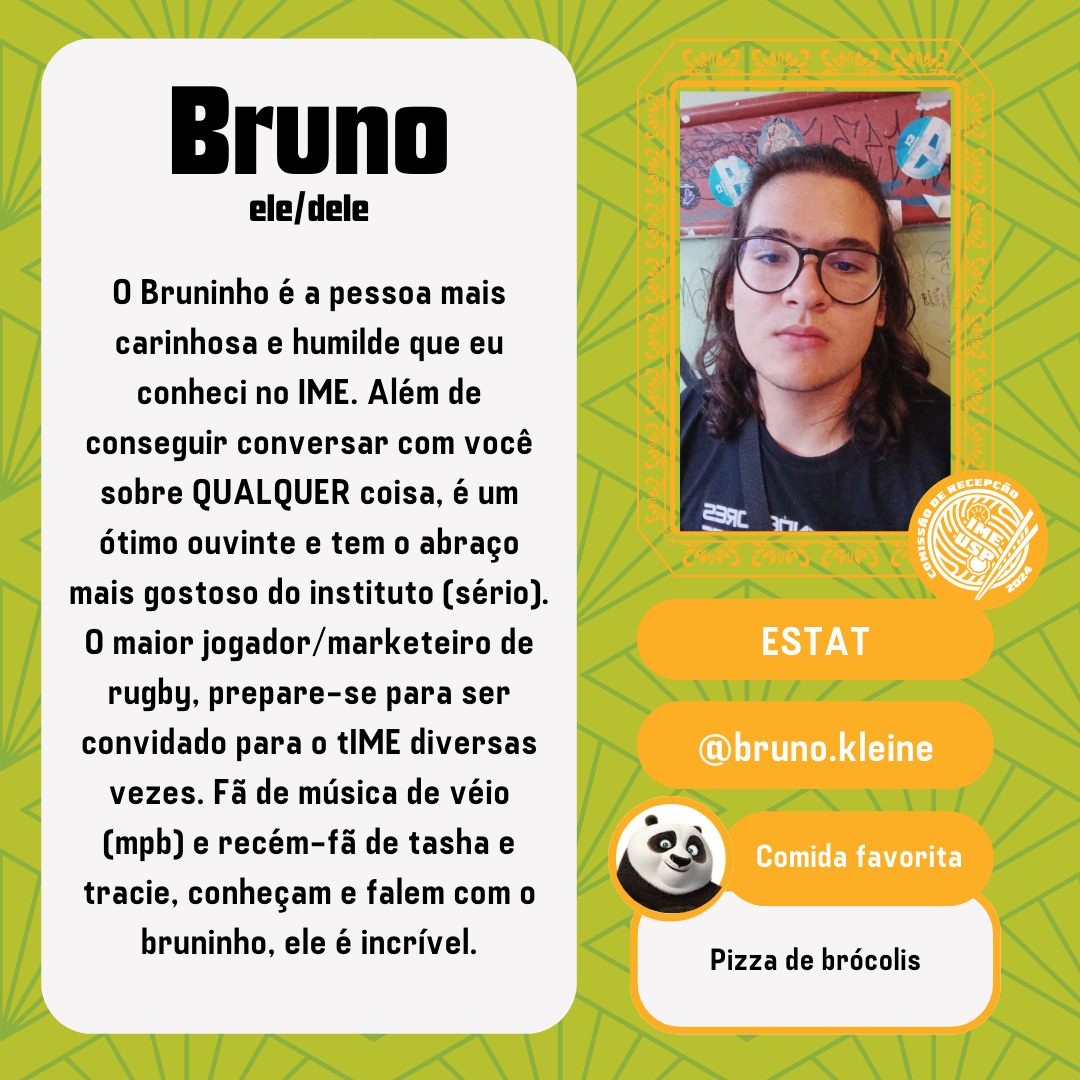 Bruno
ele/dele
O Bruninho é a pessoa mais
carinhosa e humilde que eu
conheci no IME. Além de
conseguir conversar com você
sobre QUALQUER coisa, é um
ótimo ouvinte e tem o abraço
mais gostoso do instituto (sério).
O maior jogador/marketeiro de
rugby, prepare-se para ser
convidado para o tIME diversas
vezes. Fã de música de véio
(mpb) e recém-fã de tasha e
tracie, conheçam e falem com o
bruninho, ele é incrível.
COMISSÃO DE RECEPÇÃO
IME
USP
2024
ESTAT
@bruno.kleine
Comida favorita
Pizza de brócolis